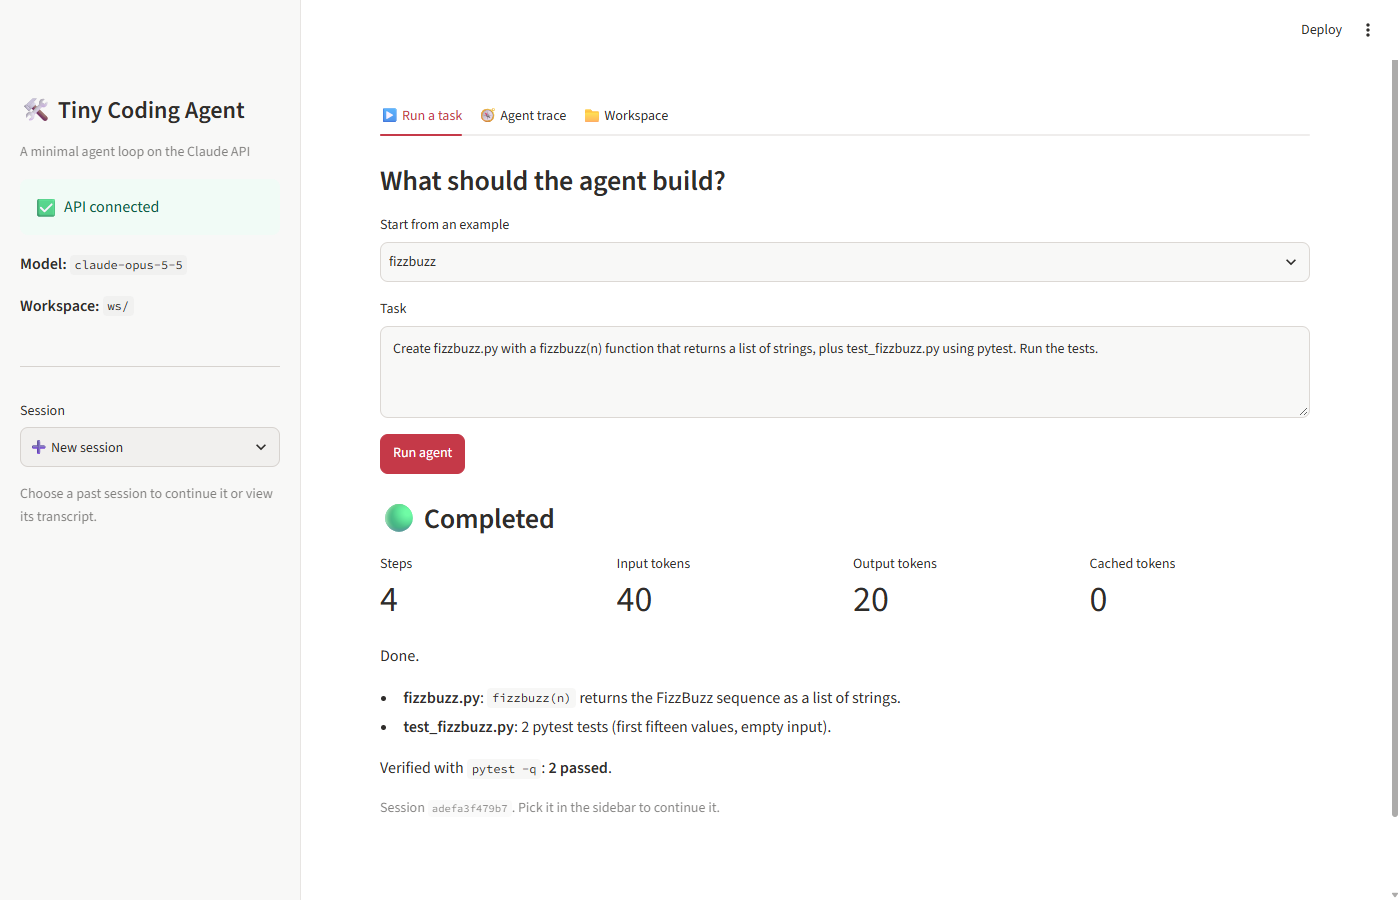 Deploy
Tiny Coding Agent
A minimal agent loop on the Claude API
API connected
Model: claude-opus-5-5
Workspace: ws/
Session
New session
Choose a past session to continue it or view
its transcript.
Run a task
Agent trace
Workspace
What should the agent build?
Start from an example
fizzbuzz
Task
Create fizzbuzz.py with a fizzbuzz(n) function that returns a list of strings, plus test_fizzbuzz.py using pytest. Run the tests.
Run agent
Completed
Steps
4
Input tokens
40
Output tokens
20
Cached tokens
0
Done.
fizzbuzz.py: fizzbuzz(n) returns the FizzBuzz sequence as a list of strings.
test_fizzbuzz.py: 2 pytest tests (first fifteen values, empty input).
Verified with pytest -q : 2 passed.
Session adefa3f479b7 . Pick it in the sidebar to continue it.